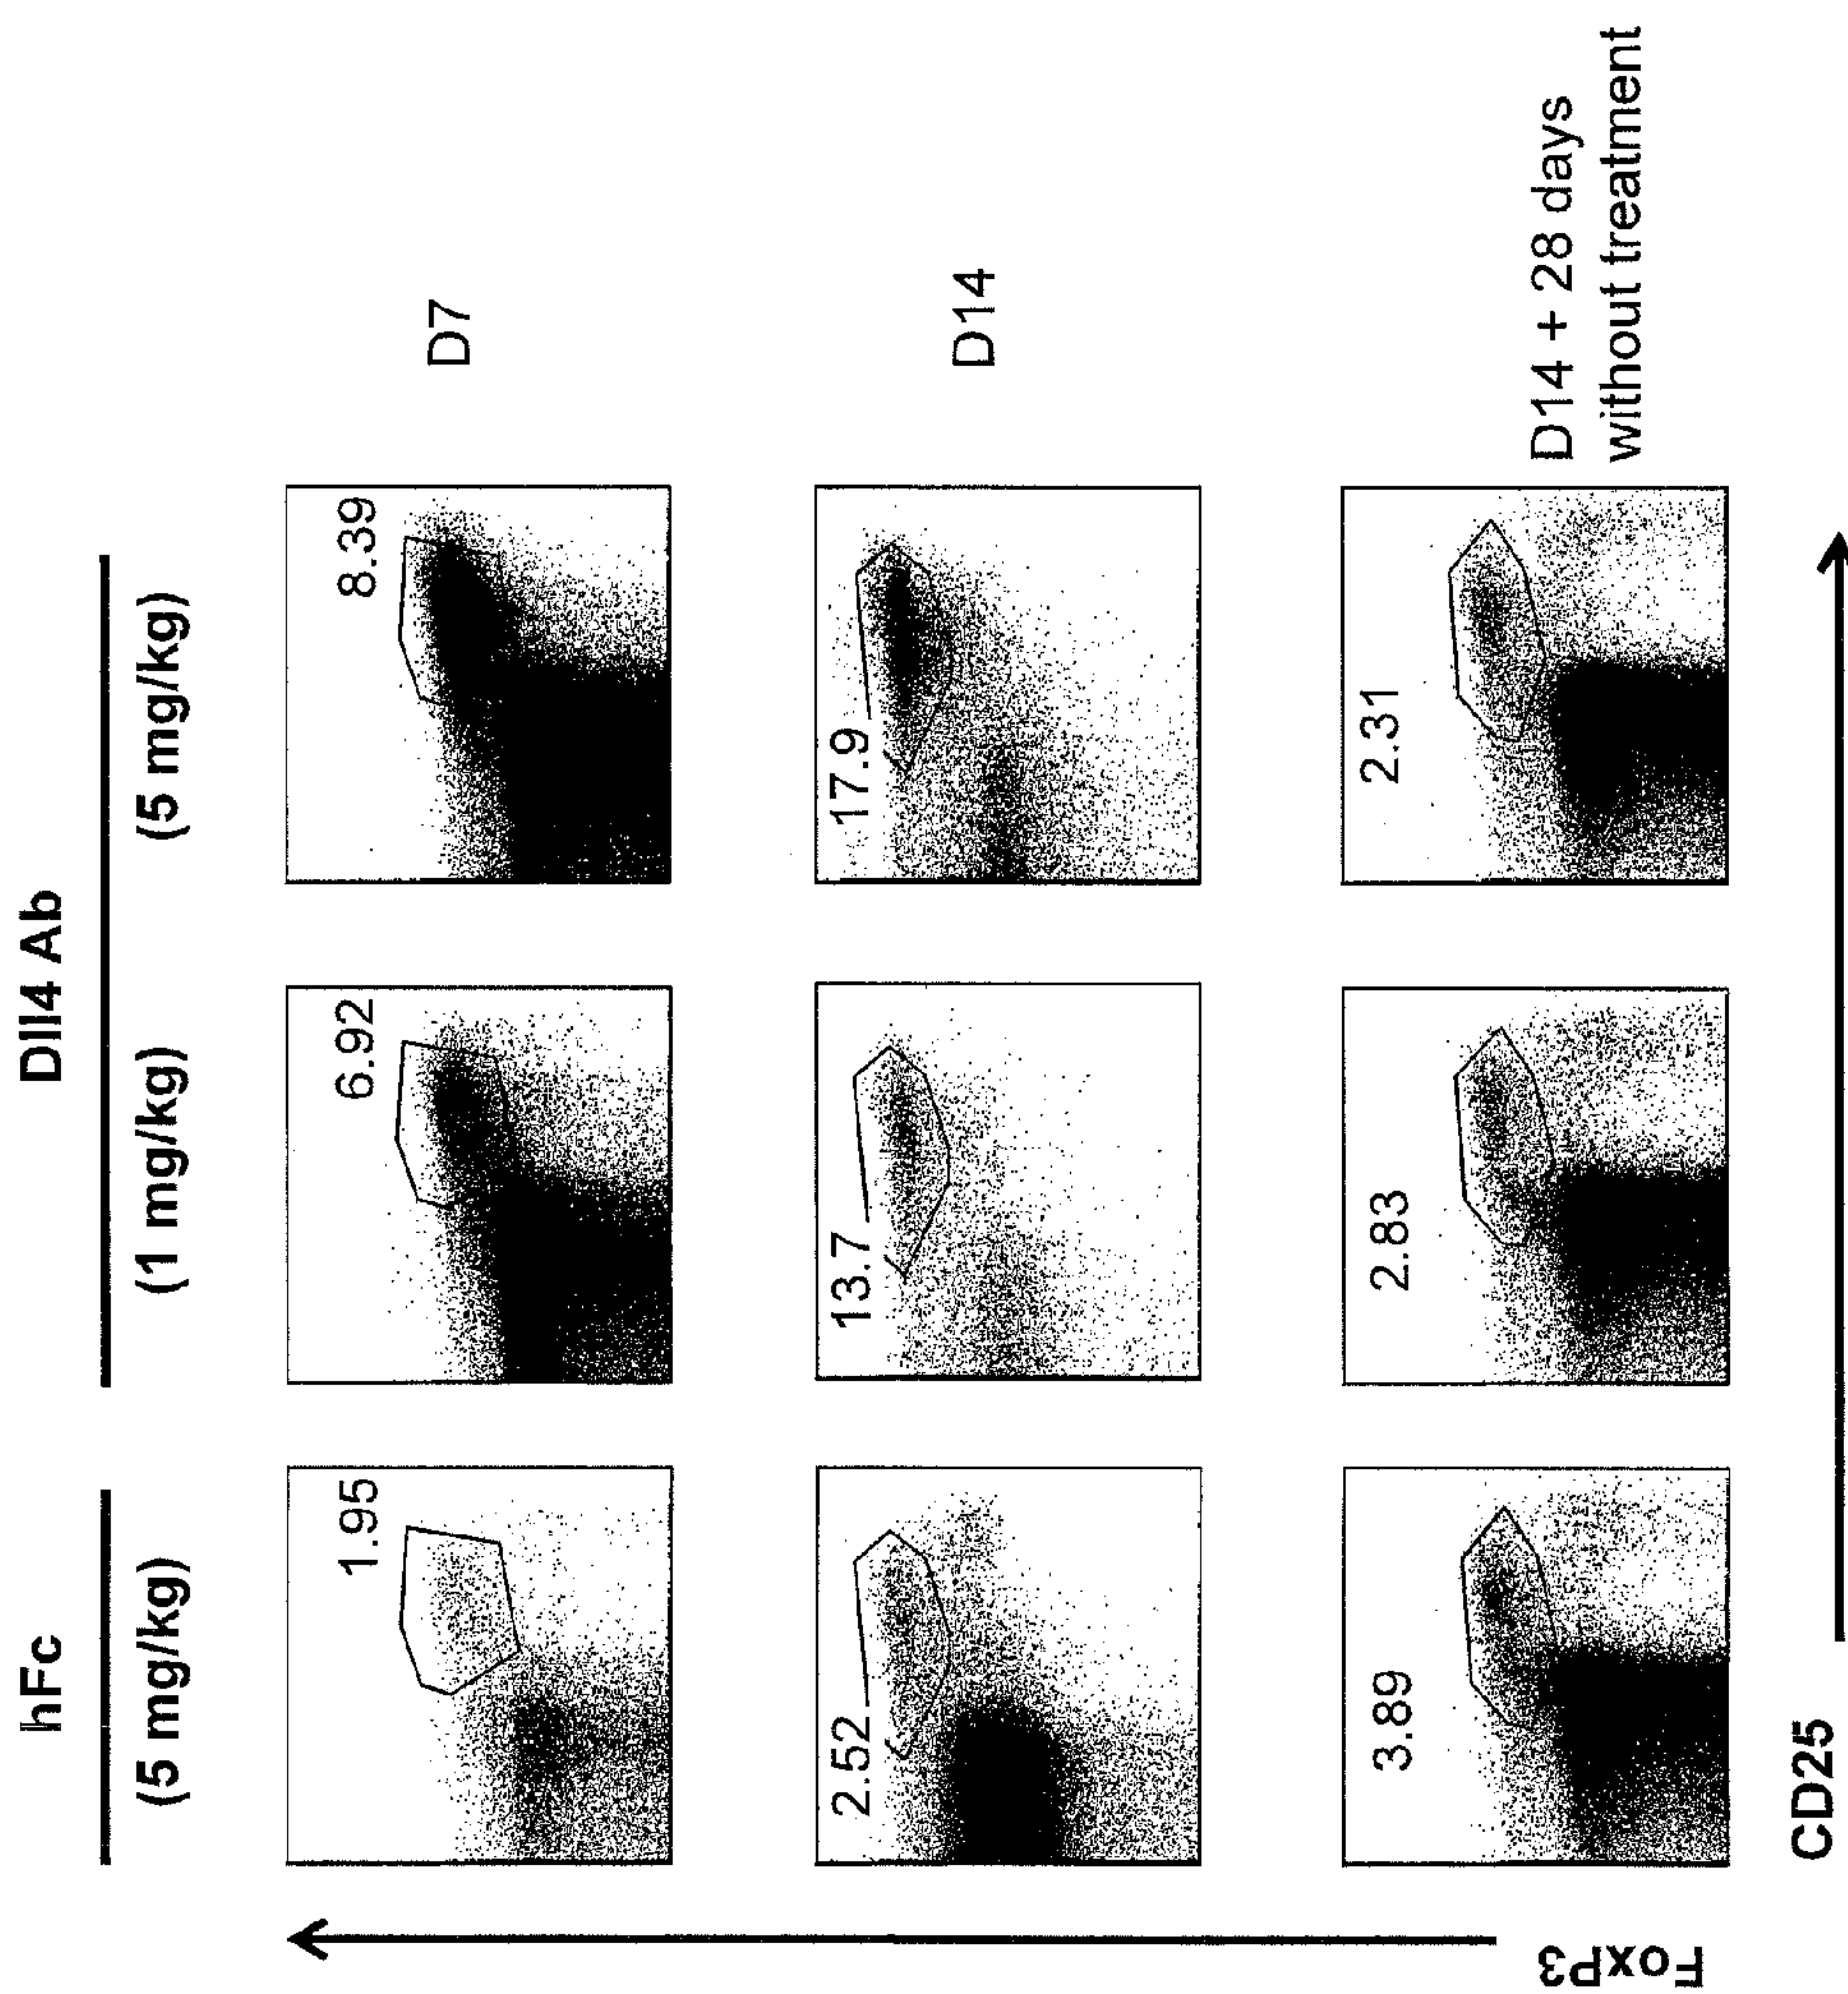 hFc
Dll4 Ab
(5 mg/kg)
(1 mg/kg)
(5 mg/kg)
1.95
6.92
8.39
D7
2.52
13.7
17.9
D14
3.89
2.83
2.31
D14 + 28 days
without treatment
FoxP3
CD25